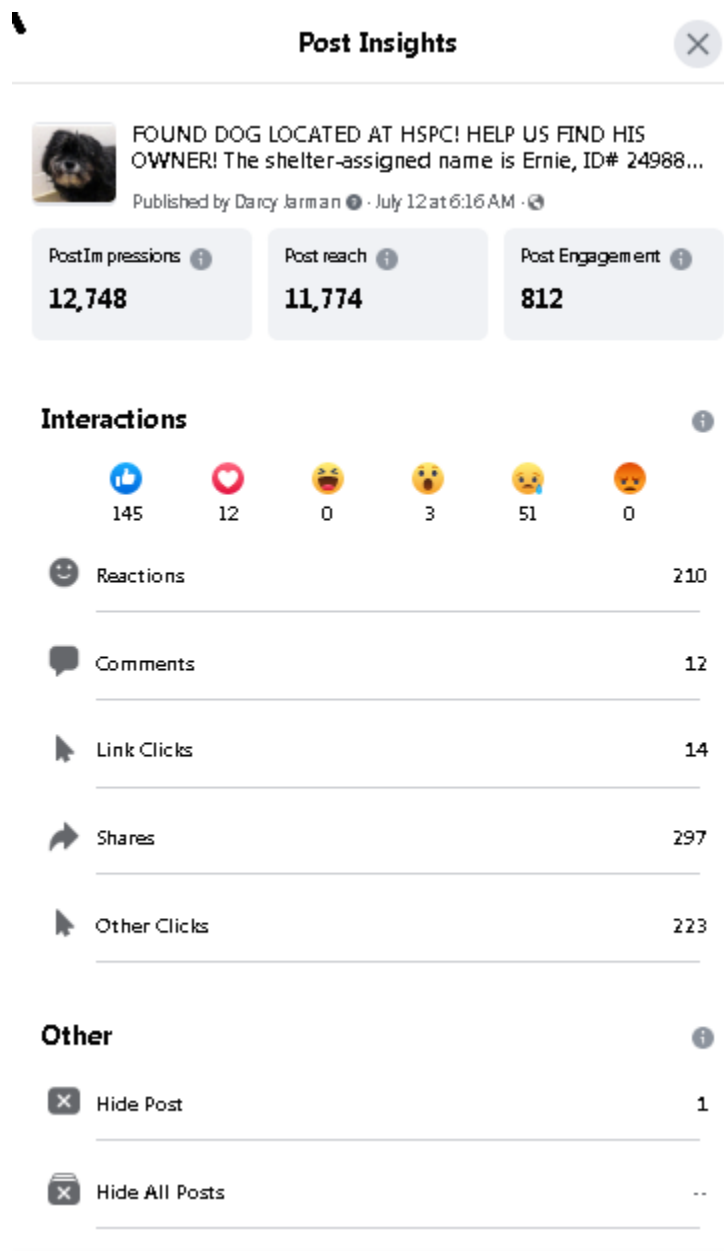 Post Insights
FOUND DOG LOCATED AT HSPC! HELP US FIND HIS
OWNER! The shelter-assigned name is Ernie, ID# 24988...
Published by Darcy Jarman · July 12 at 6:16 AM ·
Post Impressions
Post reach
Post Engagement
12,748
11,774
812
Interactions
145 12 0 3 51 0
Reactions 210
Comments 12
Link Clicks 14
Shares 297
Other Clicks 223
Other
Hide Post 1
Hide All Posts --